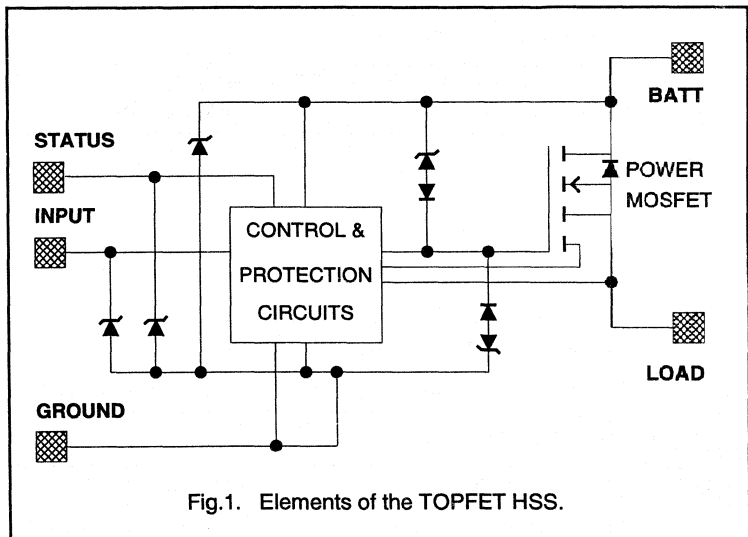 BATT
STATUS
POWER
MOSFET
INPUT
CONTROL &
PROTECTION
CIRCUITS
LOAD
GROUND
Fig.1. Elements of the TOPFET HSS.